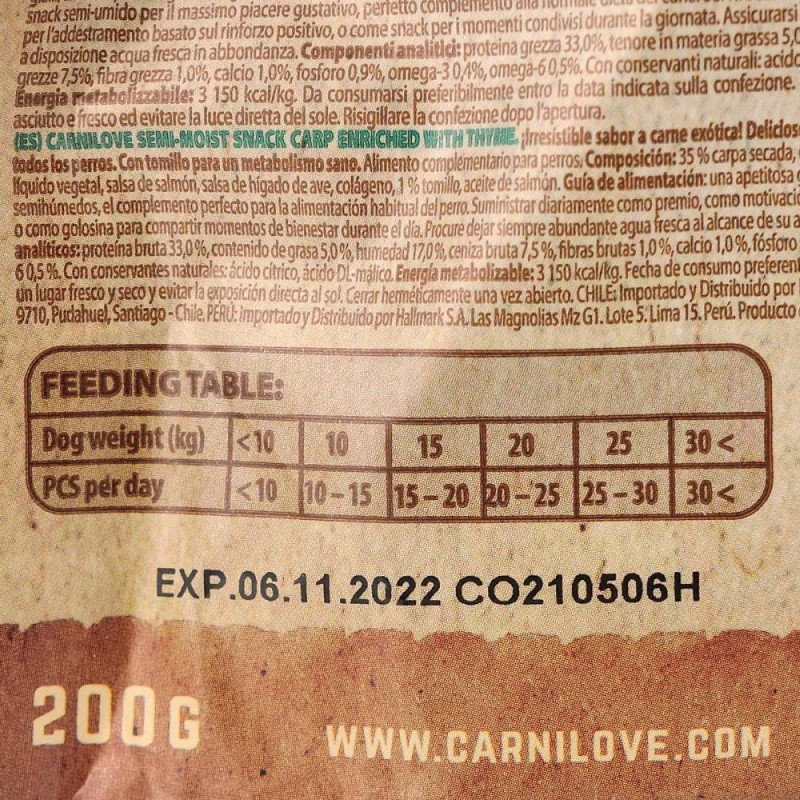 snack semi-umido per il massimo piacere gustativo, perfetto complemento alla normale
per l'addestramento basato sul rinforzo positivo, o come snack per i momenti condivisi durante la giornata. Assicurarsi
a disposizione acqua fresca in abbondanza. Componenti analitici: proteina grezza 33,0%, tenore in materia grassa 5,0
grezze 7,5%, fibra grezza 1,0%, calcio 1,0%, fosforo 0,9%, omega-3 0,4%, omega-6 0,5%. Con conservanti naturali: acido
Energia metabolizzabile: 3 150 kcal/kg. Da consumarsi preferibilmente entro la data indicata sulla confezione.
asciutto e fresco ed evitare la luce diretta del sole. Risigillare la confezione dopo l'apertura.
(ES) CARNILOVE SEMI-MOIST SNACK CARP ENRICHED WITH THYME. ¡Irresistible sabor a carne exótica! Delicios
todos los perros. Con tomillo para un metabolismo sano. Alimento complementario para perros. Composición: 35 % carpa secada,
líquido vegetal, salsa de salmón, salsa de hígado de ave, colágeno, 1 % tomillo, aceite de salmón. Guía de alimentación: una apetitosa
semihúmedos, el complemento perfecto para la alimentación habitual del perro. Suministrar diariamente como premio, como motivació
o como golosina para compartir momentos de bienestar durante el día. Procure dejar siempre abundante agua fresca al alcance de su a
analíticos: proteína bruta 33,0%, contenido de grasa 5,0 %, humedad 17,0 %, ceniza bruta 7,5 %, fibras brutas 1,0 %, calcio 1,0 %, fósforo
6 0,5 %. Con conservantes naturales: ácido cítrico, ácido DL-málico. Energía metabolizable: 3 150 kcal/kg. Fecha de consumo preferen
un lugar fresco y seco y evitar la exposición directa al sol. Cerrar herméticamente una vez abierto. CHILE: Importado y Distribuido por
9710, Pudahuel, Santiago - Chile. PERÚ: Importado y Distribuido por Hallmark S.A. Las Magnolias Mz G1. Lote 5. Lima 15. Perú. Producto
FEEDING TABLE:
Dog weight (kg) <10 10 15 20 25 30 <
PCS per day <10 10 – 15 15 – 20 20 – 25 25 – 30 30 <
EXP.06.11.2022 CO210506H
200G
WWW.CARNILOVE.COM